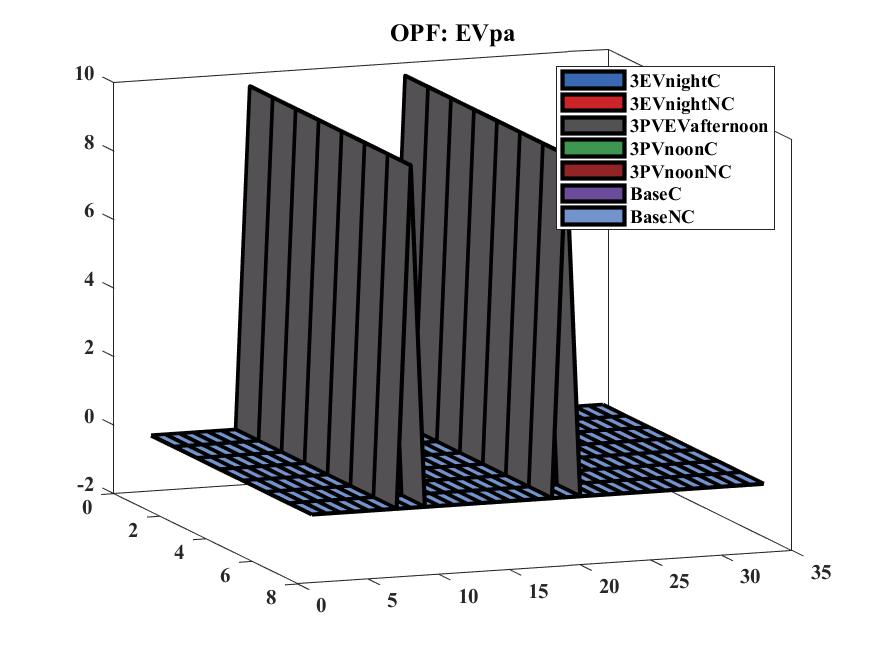 OPF: EVpa
3EVnightC
3EVnightNC
3PVEVafternoon
3PVnoonC
3PVnoonNC
BaseC
BaseNC
10
8
6
4
2
0
-2
0
2
4
6
8
0
5
10
15
20
25
30
35